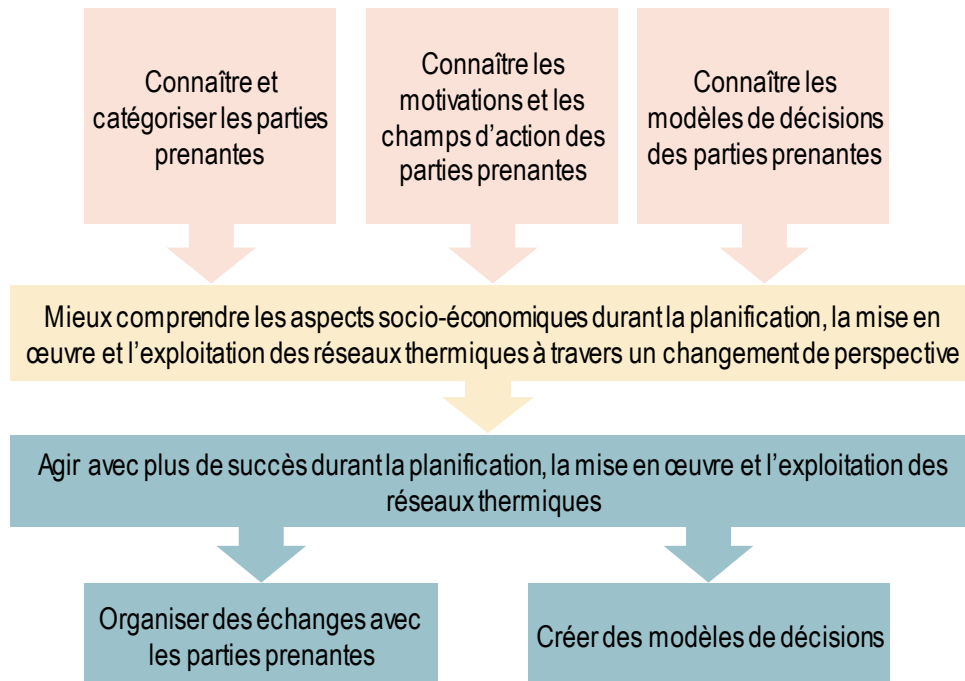 Connaître et
catégoriser les parties
prenantes
Connaître les
motivations et les
champs d’action des
parties prenantes
Connaître les
modèles de décisions
des parties prenantes
Mieux comprendre les aspects socio-économiques durant la planification, la mise en
œuvre et l’exploitation des réseaux thermiques à travers un changement de perspective
Agir avec plus de succès durant la planification, la mise en œuvre et l’exploitation des
réseaux thermiques
Organiser des échanges avec
les parties prenantes
Créer des modèles de décisions